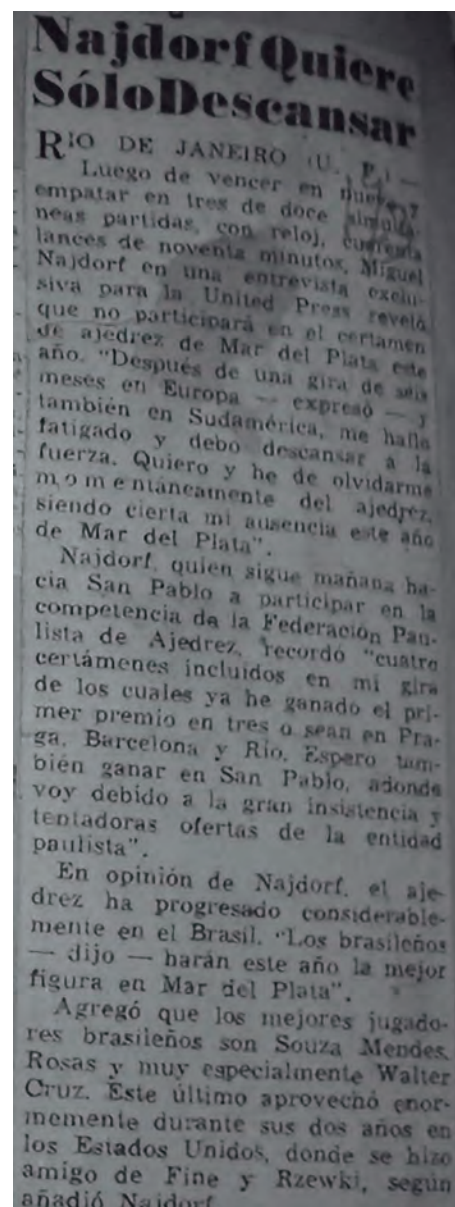 Najdorf Quiere
Sólo Descansar
RIO DE JANEIRO (U. P.) —
Luego de vencer en nueve y
empatar en tres de doce simultá-
neas partidas, con reloj, cuarenta
lances de noventa minutos, Miguel
Najdorf en una entrevista exclu-
siva para la United Press reveló
que no participará en el certamen
de ajedrez de Mar del Plata este
año. "Después de una gira de seis
meses en Europa — expresó — y
también en Sudamérica, me hallo
fatigado y debo descansar a la
fuerza. Quiero y he de olvidarme
momentáneamente del ajedrez,
siendo cierta mi ausencia este año
de Mar del Plata".
Najdorf, quien sigue mañana ha-
cia San Pablo a participar en la
competencia de la Federación Pau-
lista de Ajedrez, recordó "cuatro
certámenes incluidos en mi gira
de los cuales ya he ganado el pri-
mer premio en tres o sean en Pra-
ga, Barcelona y Rio. Espero tam-
bién ganar en San Pablo, adonde
voy debido a la gran insistencia y
tentadoras ofertas de la entidad
paulista".
En opinión de Najdorf, el aje-
drez ha progresado considerable-
mente en el Brasil. "Los brasileños
— dijo — harán este año la mejor
figura en Mar del Plata".
Agregó que los mejores jugado-
res brasileños son Souza Mendes,
Rosas y muy especialmente Walter
Cruz. Este último aprovechó enor-
memente durante sus dos años en
los Estados Unidos, donde se hizo
amigo de Fine y Rzewki, según
añadió Najdorf.